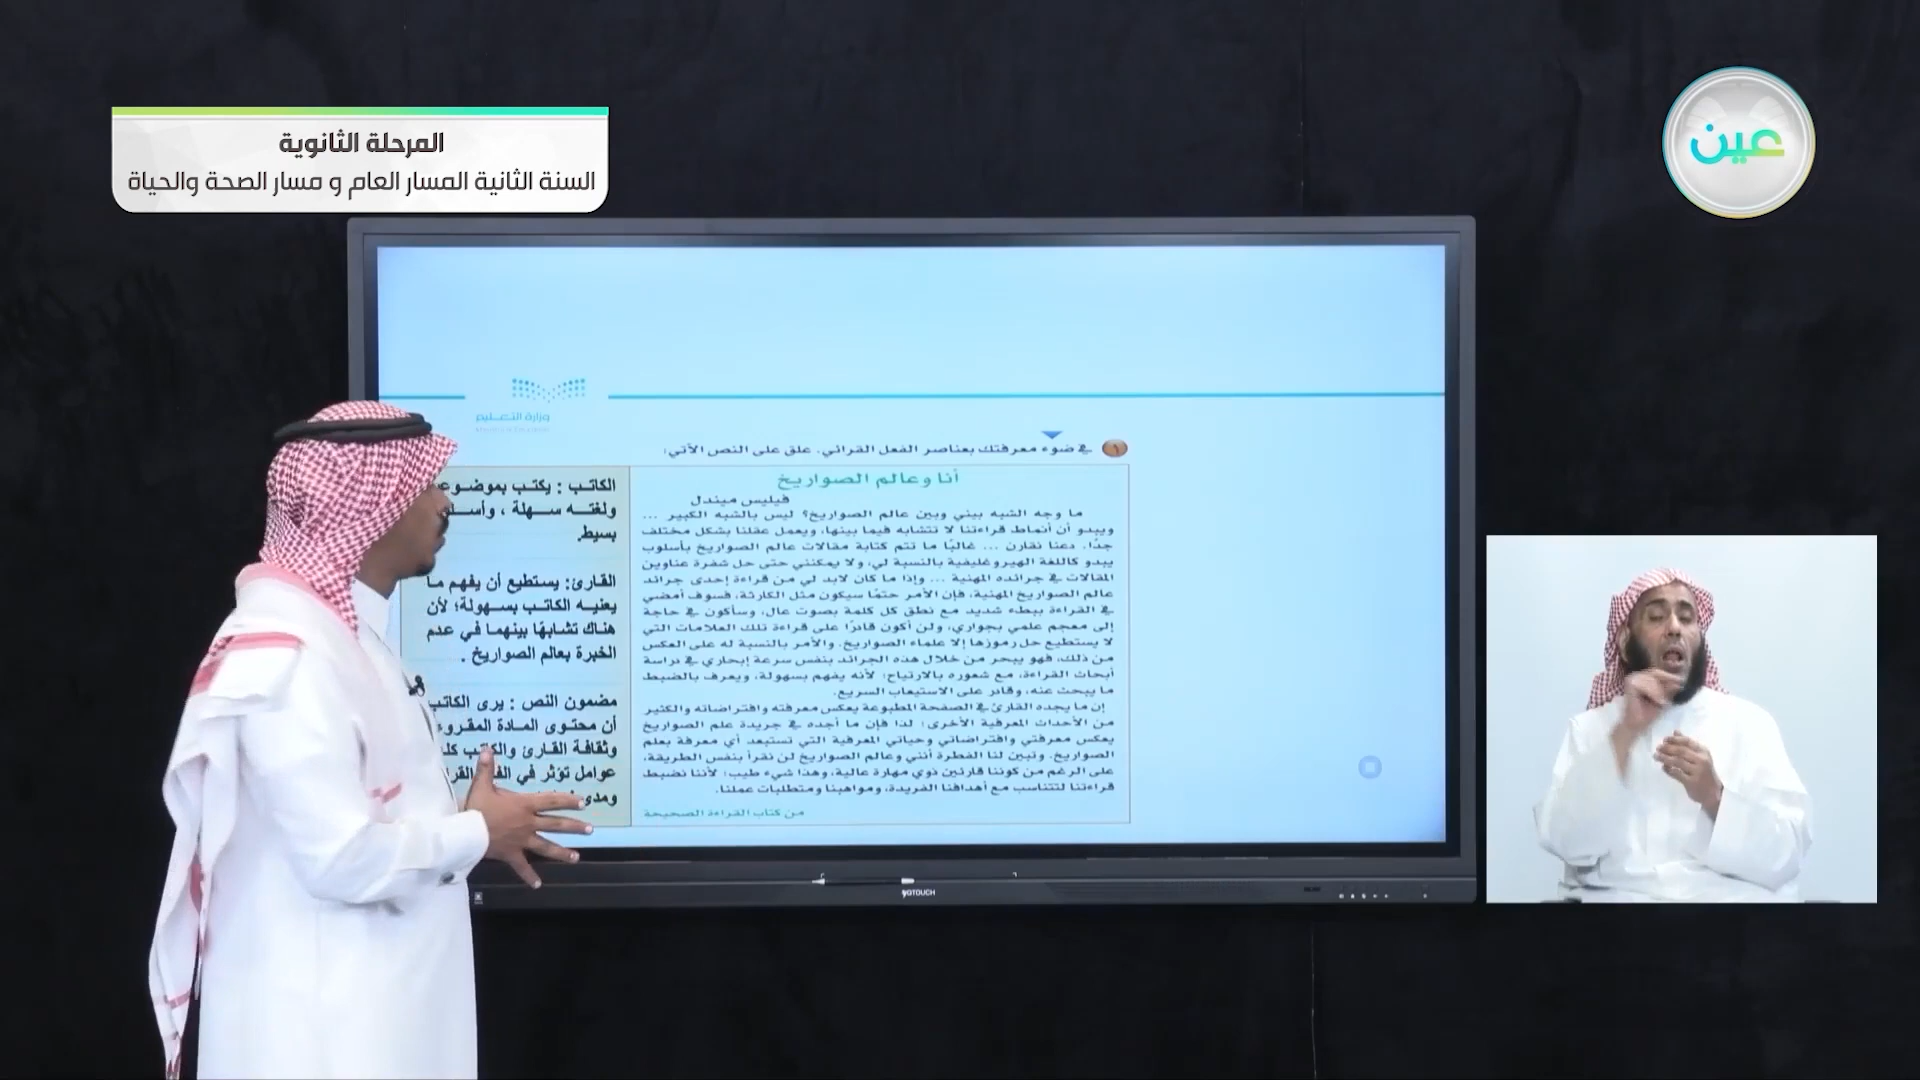 المرحلة الثانوية
السنة الثانية المسار العام و مسار الصحة والحياة
عين
وزارة التعليم
١
في ضوء معرفتك بعناصر الفعل القرائي. علق على النص الآتي:
أنا وعالم الصواريخ
فيليس ميندل
ما وجه الشبه بيني وبين عالم الصواريخ؟ ليس بالشبه الكبير ...
ويبدو أن أنماط قراءتنا لا تتشابه فيما بينها، ويعمل عقلنا بشكل مختلف
جدًا. دعنا نقارن ... غالبًا ما تتم كتابة مقالات عالم الصواريخ بأسلوب
يبدو كاللغة الهيروغليفية بالنسبة لي، ولا يمكنني حتى حل شفرة عناوين
المقالات في جرائده المهنية ... وإذا ما كان لابد لي من قراءة إحدى جرائد
عالم الصواريخ المهنية، فإن الأمر حتمًا سيكون مثل الكارثة، فسوف أمضي
في القراءة ببطء شديد مع نطق كل كلمة بصوت عال، وسأكون في حاجة
إلى معجم علمي بجواري، ولن أكون قادرًا على قراءة تلك العلامات التي
لا يستطيع حل رموزها إلا علماء الصواريخ. والأمر بالنسبة له على العكس
من ذلك، فهو يبحر من خلال هذه الجرائد بنفس سرعة إبحاري في دراسة
أبحاث القراءة، مع شعوره بالارتياح؛ لأنه يفهم بسهولة، ويعرف بالضبط
ما يبحث عنه، وقادر على الاستيعاب السريع.
إن ما يجده القارئ في الصفحة المطبوعة يعكس معرفته وافتراضاته والكثير
من الأحداث المعرفية الأخرى؛ لذا فإن ما أجده في جريدة علم الصواريخ
يعكس معرفتي وافتراضاتي وحياتي المعرفية التي تستبعد أي معرفة بعلم
الصواريخ. وتبين لنا الفطرة أنني وعالم الصواريخ لن نقرأ بنفس الطريقة،
على الرغم من كوننا قارئين ذوي مهارة عالية، وهذا شيء طيب؛ لأننا نضبط
قراءتنا لتتناسب مع أهدافنا الفريدة، ومواهبنا ومتطلبات عملنا.
من كتاب القراءة الصحيحة
الكاتب : يكتب بموضوعـ
ولغته سهلة ، وأسلـ
بسيط.
القارئ: يستطيع أن يفهم ما
يعنيه الكاتب بسهولة؛ لأن
هناك تشابهًا بينهما في عدم
الخبرة بعالم الصواريخ .
مضمون النص : يرى الكاتب
أن محتوى المادة المقروء
وثقافة القارئ والكاتب كلـ
عوامل تؤثر في
ومدى